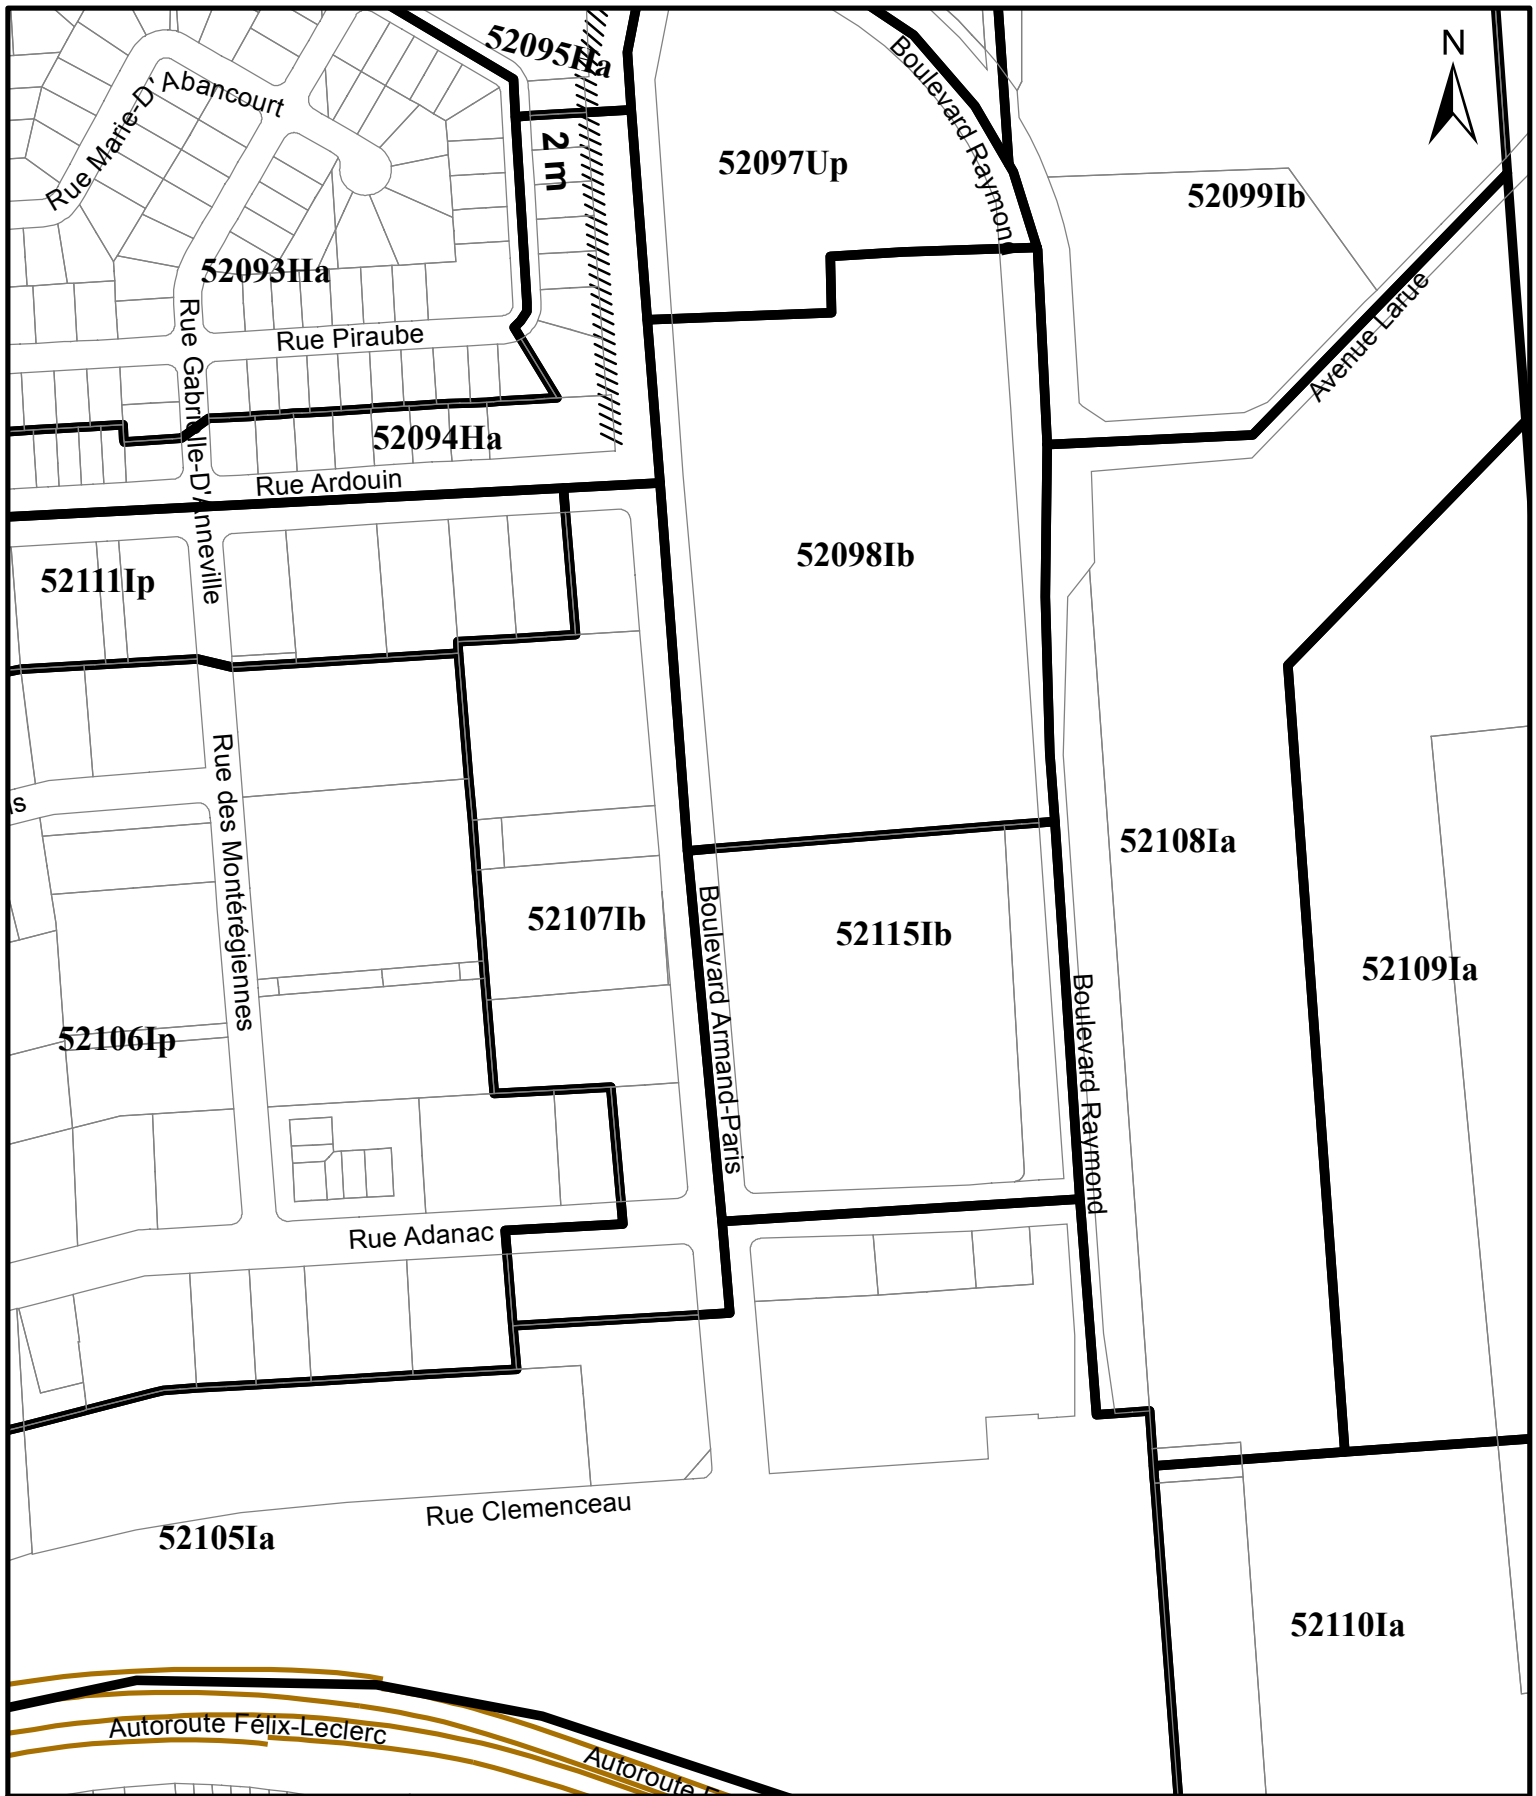 52095Ha
N
Boulevard Raymon
Rue Marie-D'Abancourt
2 m
52097Up
52099Ib
52093Ha
Rue Piraube
Avenue Larue
Rue Gabrielle-D'Anneville
52094Ha
Rue Ardouin
52098Ib
52111Ip
Rue des Montérégiennes
is
52108Ia
52107Ib
Boulevard Armand-Paris
52115Ib
52109Ia
Boulevard Raymond
52106Ip
Rue Adanac
Rue Clemenceau
52105Ia
52110Ia
Autoroute Félix-Leclerc
Autoroute F